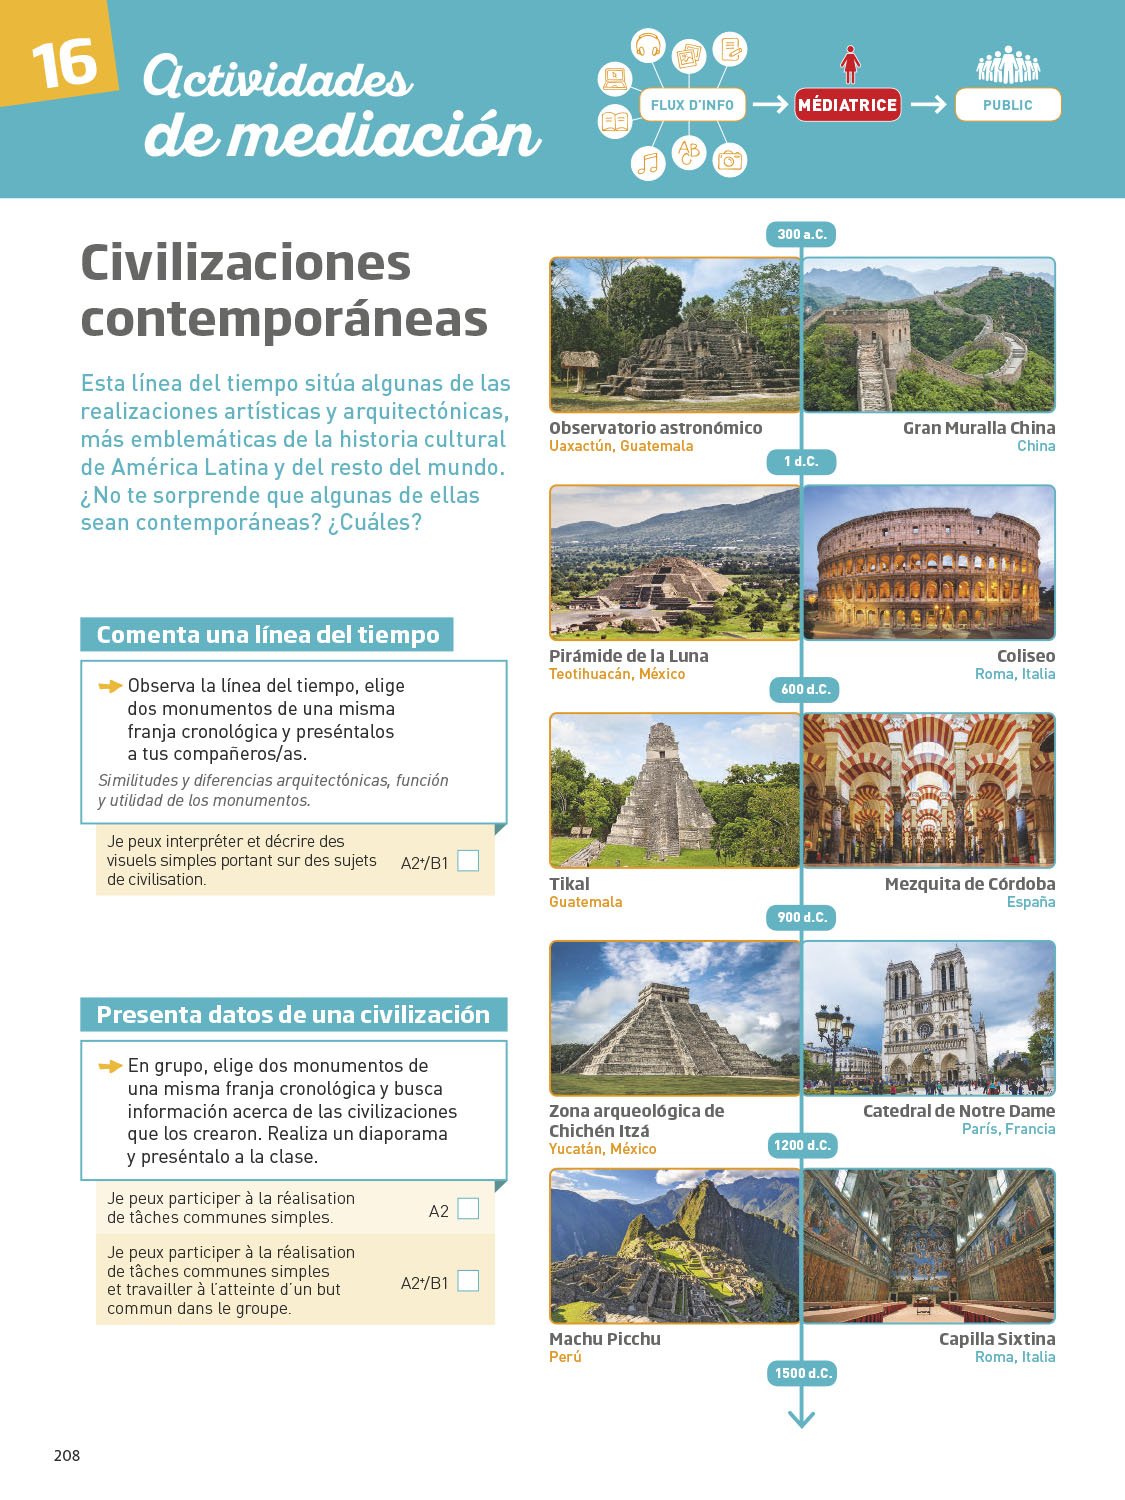 16
Actividades
de mediación
FLUX D'INFO
AB
C
MÉDIATRICE
PUBLIC
Civilizaciones
contemporáneas
Esta línea del tiempo sitúa algunas de las
realizaciones artísticas y arquitectónicas,
más emblemáticas de la historia cultural
de América Latina y del resto del mundo.
¿No te sorprende que algunas de ellas
sean contemporáneas? ¿Cuáles?
Comenta una línea del tiempo
Observa la línea del tiempo, elige
dos monumentos de una misma
franja cronológica y preséntalos
a tus compañeros/as.
Similitudes y diferencias arquitectónicas, función
y utilidad de los monumentos.
Je peux interpréter et décrire des
visuels simples portant sur des sujets
de civilisation.
A2+/B1
Presenta datos de una civilización
En grupo, elige dos monumentos de
una misma franja cronológica y busca
información acerca de las civilizaciones
que los crearon. Realiza un diaporama
y preséntalo a la clase.
Je peux participer à la réalisation
de tâches communes simples.
A2
Je peux participer à la réalisation
de tâches communes simples
et travailler à l'atteinte d'un but
commun dans le groupe.
A2+/B1
300 a.C.
Observatorio astronómico
Uaxactún, Guatemala
Gran Muralla China
China
1 d.C.
Pirámide de la Luna
Teotihuacán, México
Coliseo
Roma, Italia
600 d.C.
Tikal
Guatemala
Mezquita de Córdoba
España
900 d.C.
Zona arqueológica de
Chichén Itzá
Yucatán, México
Catedral de Notre Dame
París, Francia
1200 d.C.
Machu Picchu
Perú
Capilla Sixtina
Roma, Italia
1500 d.C.
208